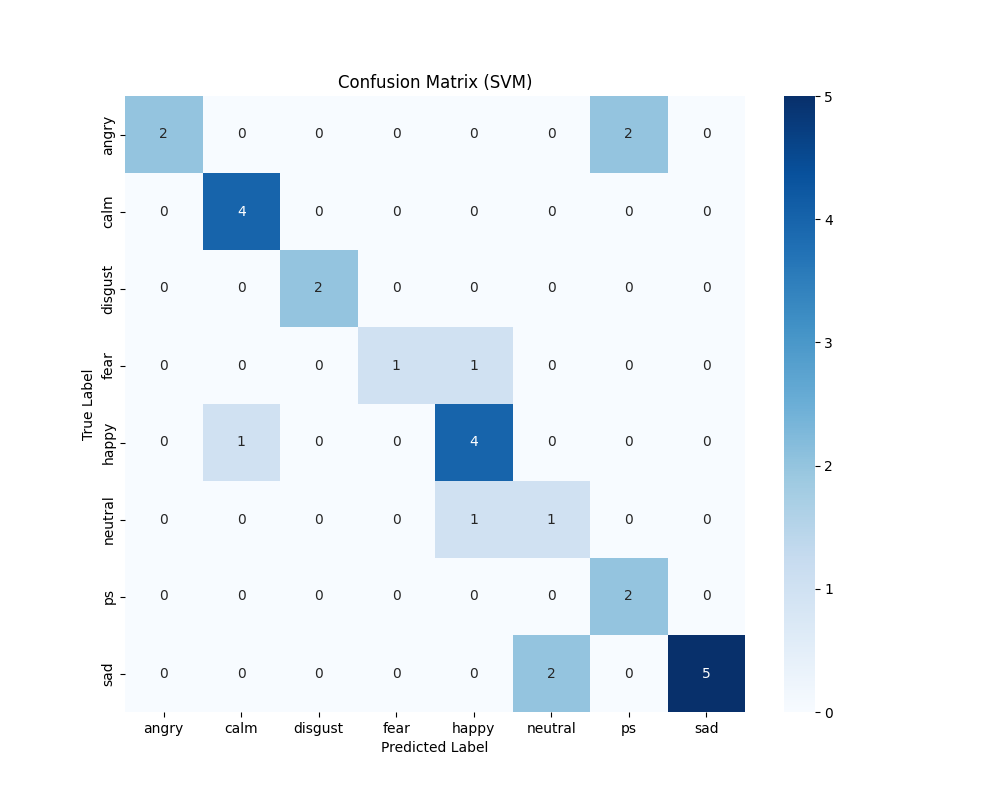 Confusion Matrix (SVM)
True Label
angry 2 0 0 0 0 0 2 0
calm 0 4 0 0 0 0 0 0
disgust 0 0 2 0 0 0 0 0
fear 0 0 0 1 1 0 0 0
happy 0 1 0 0 4 0 0 0
neutral 0 0 0 0 1 1 0 0
ps 0 0 0 0 0 0 2 0
sad 0 0 0 0 0 2 0 5
angry calm disgust fear happy neutral ps sad
Predicted Label
5
4
3
2
1
0